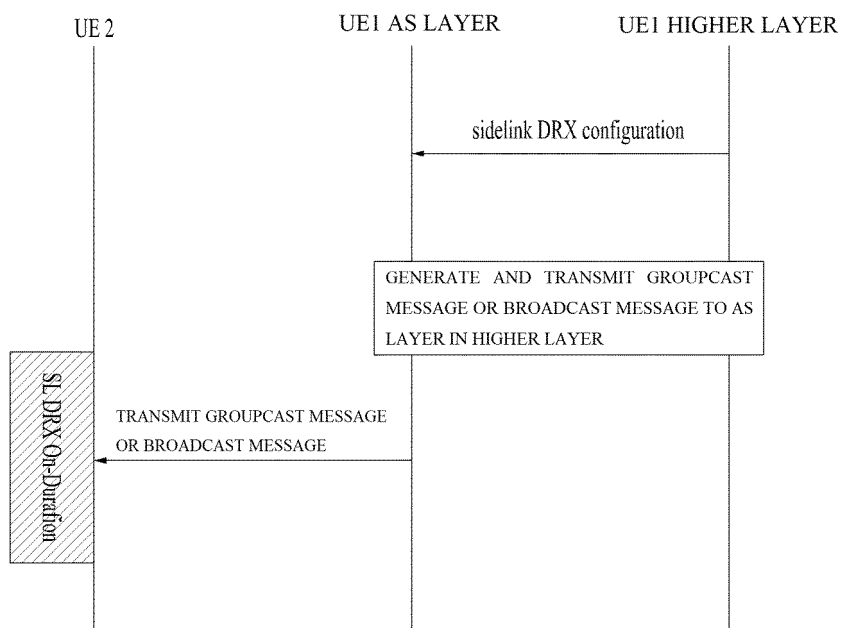 UE 2
UE1 AS LAYER
UE1 HIGHER LAYER
sidelink DRX configuration
GENERATE AND TRANSMIT GROUPCAST
MESSAGE OR BROADCAST MESSAGE TO AS
LAYER IN HIGHER LAYER
SL DRX On-Duration
TRANSMIT GROUPCAST MESSAGE
OR BROADCAST MESSAGE